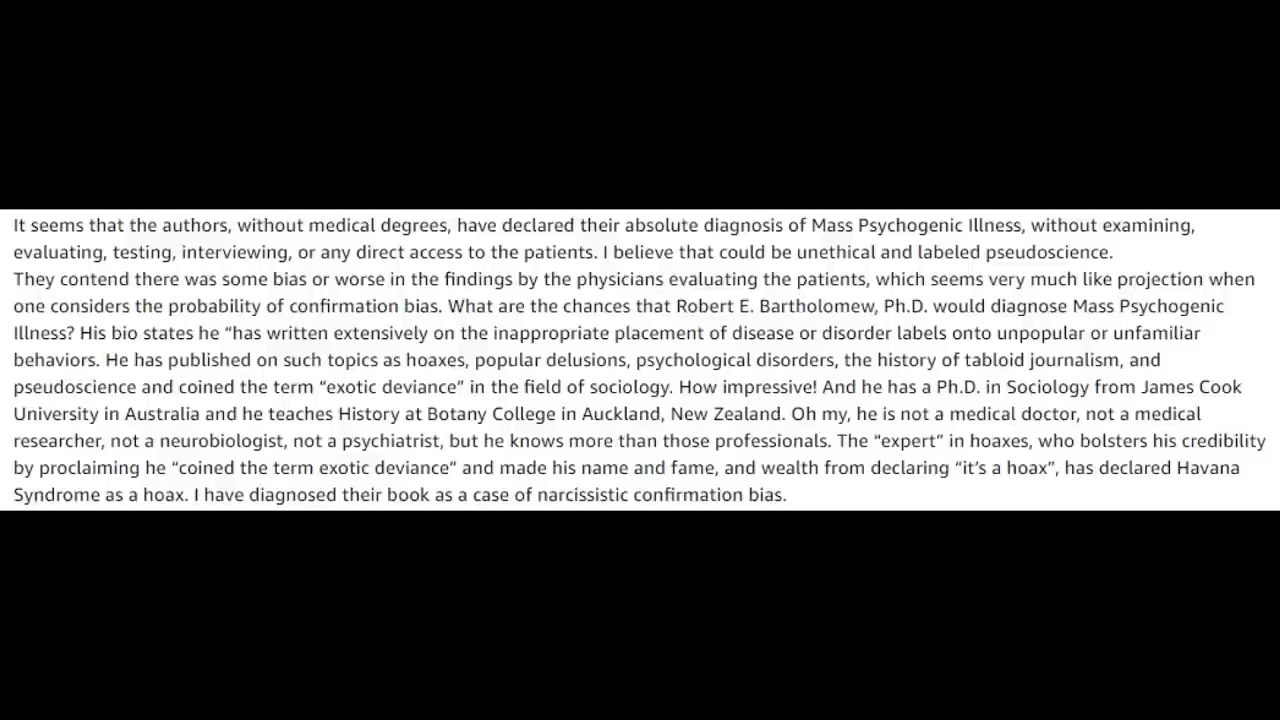 It seems that the authors, without medical degrees, have declared their absolute diagnosis of Mass Psychogenic Illness, without examining,
evaluating, testing, interviewing, or any direct access to the patients. I believe that could be unethical and labeled pseudoscience.
They contend there was some bias or worse in the findings by the physicians evaluating the patients, which seems very much like projection when
one considers the probability of confirmation bias. What are the chances that Robert E. Bartholomew, Ph.D. would diagnose Mass Psychogenic
Illness? His bio states he “has written extensively on the inappropriate placement of disease or disorder labels onto unpopular or unfamiliar
behaviors. He has published on such topics as hoaxes, popular delusions, psychological disorders, the history of tabloid journalism, and
pseudoscience and coined the term “exotic deviance” in the field of sociology. How impressive! And he has a Ph.D. in Sociology from James Cook
University in Australia and he teaches History at Botany College in Auckland, New Zealand. Oh my, he is not a medical doctor, not a medical
researcher, not a neurobiologist, not a psychiatrist, but he knows more than those professionals. The “expert” in hoaxes, who bolsters his credibility
by proclaiming he “coined the term exotic deviance” and made his name and fame, and wealth from declaring “it’s a hoax”, has declared Havana
Syndrome as a hoax. I have diagnosed their book as a case of narcissistic confirmation bias.